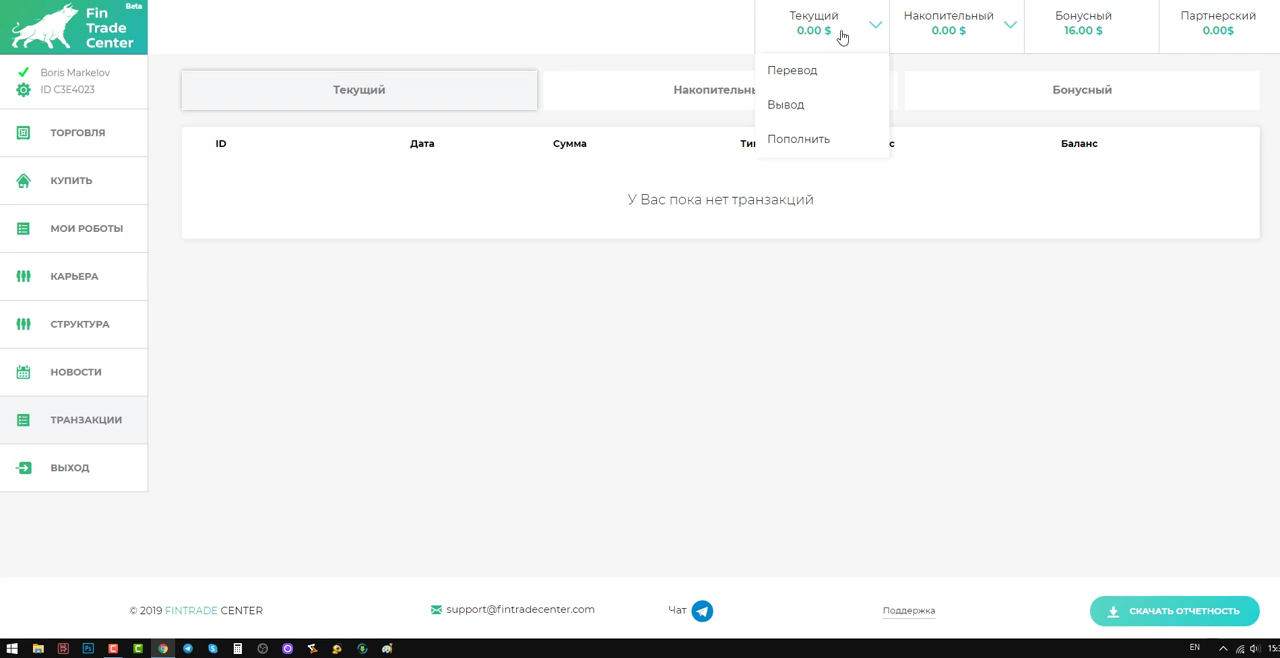 Fin
Trade
Center
Beta
Текущий
0.00 $
Накопительный
0.00 $
Бонусный
16.00 $
Партнерский
0.00$
Boris Markelov
ID C3E4023
Перевод
Вывод
Пополнить
ТОРГОВЛЯ
КУПИТЬ
МОИ РОБОТЫ
КАРЬЕРА
СТРУКТУРА
НОВОСТИ
ТРАНЗАКЦИИ
ВЫХОД
Текущий
Накопительн
Бонусный
ID
Дата
Сумма
Ти
с
Баланс
У Вас пока нет транзакций
© 2019 FINTRADE CENTER
support@fintradecenter.com
Чат
Поддержка
СКАЧАТЬ ОТЧЕТНОСТЬ
EN